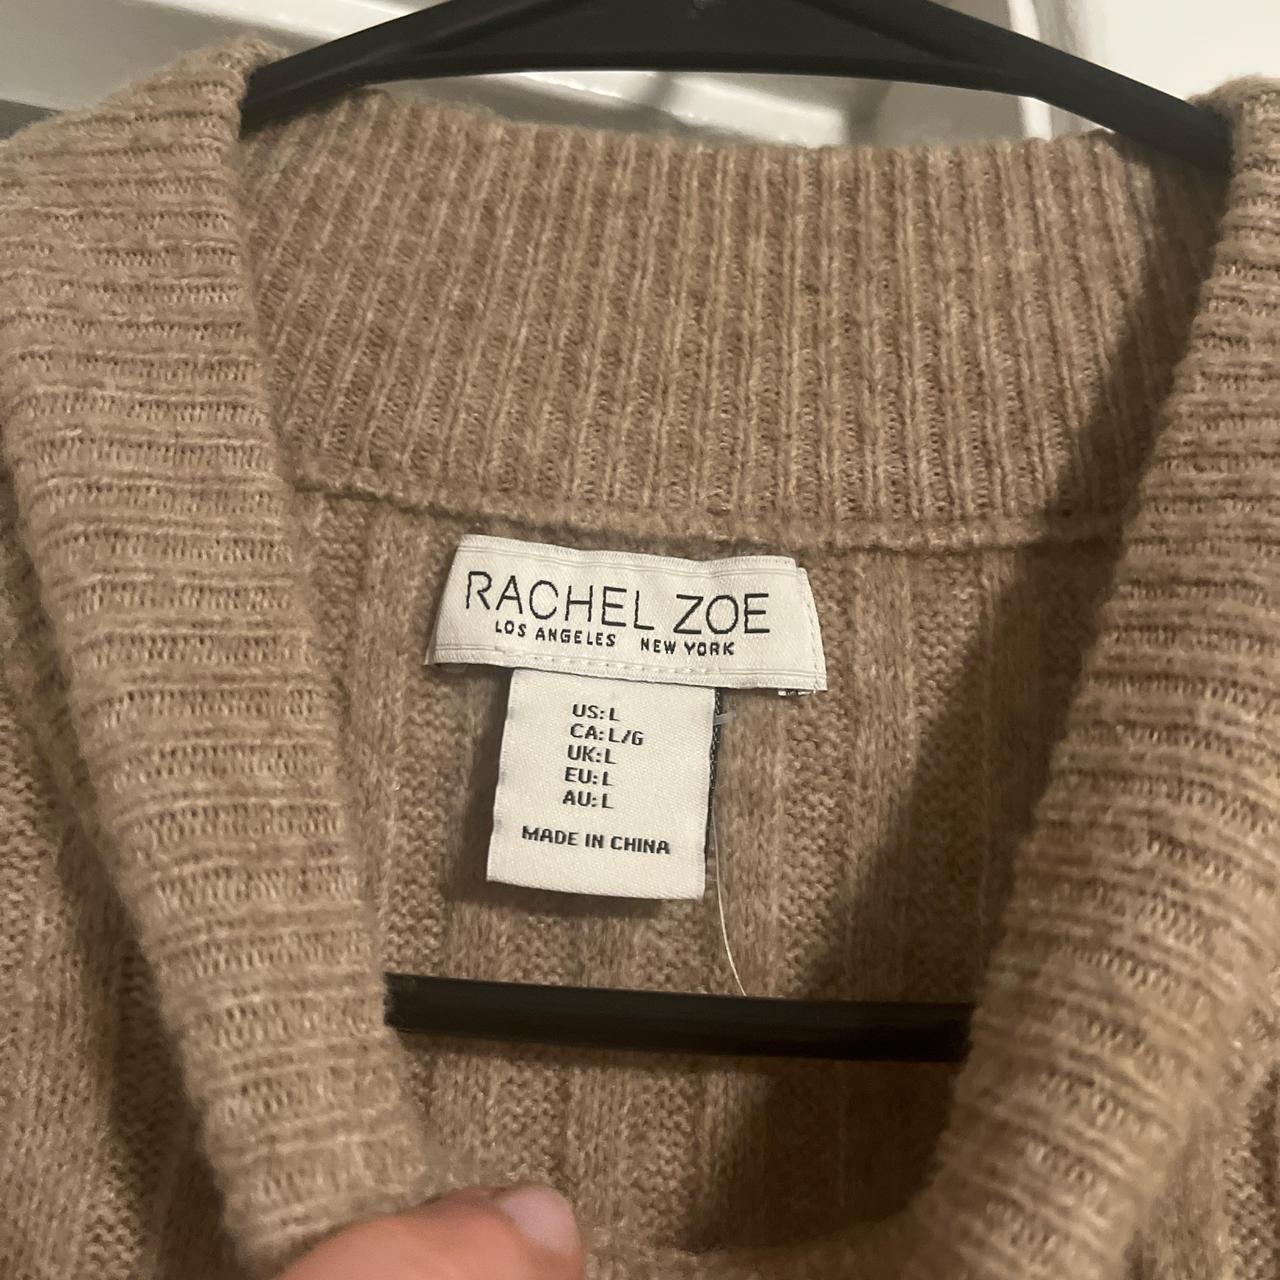 RACHEL ZOE
LOS ANGELES NEW YORK
US: L
CA: L/G
UK: L
EU: L
AU: L
MADE IN CHINA